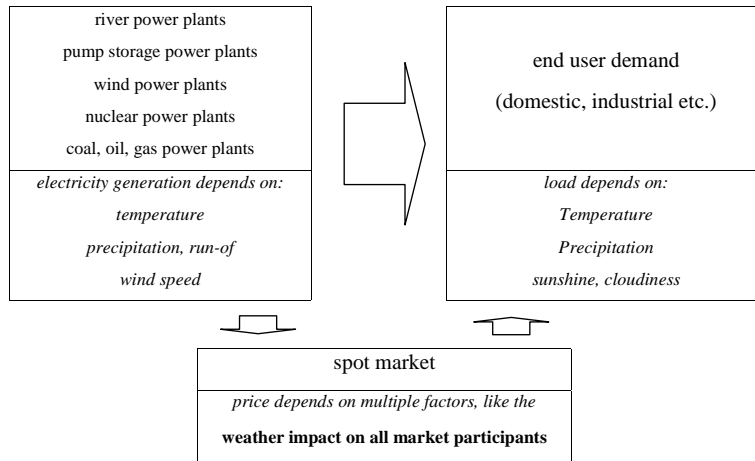 river power plants
pump storage power plants
wind power plants
nuclear power plants
coal, oil, gas power plants
electricity generation depends on:
temperature
precipitation, run-of
wind speed
end user demand
(domestic, industrial etc.)
load depends on:
Temperature
Precipitation
sunshine, cloudiness
spot market
price depends on multiple factors, like the
weather impact on all market participants